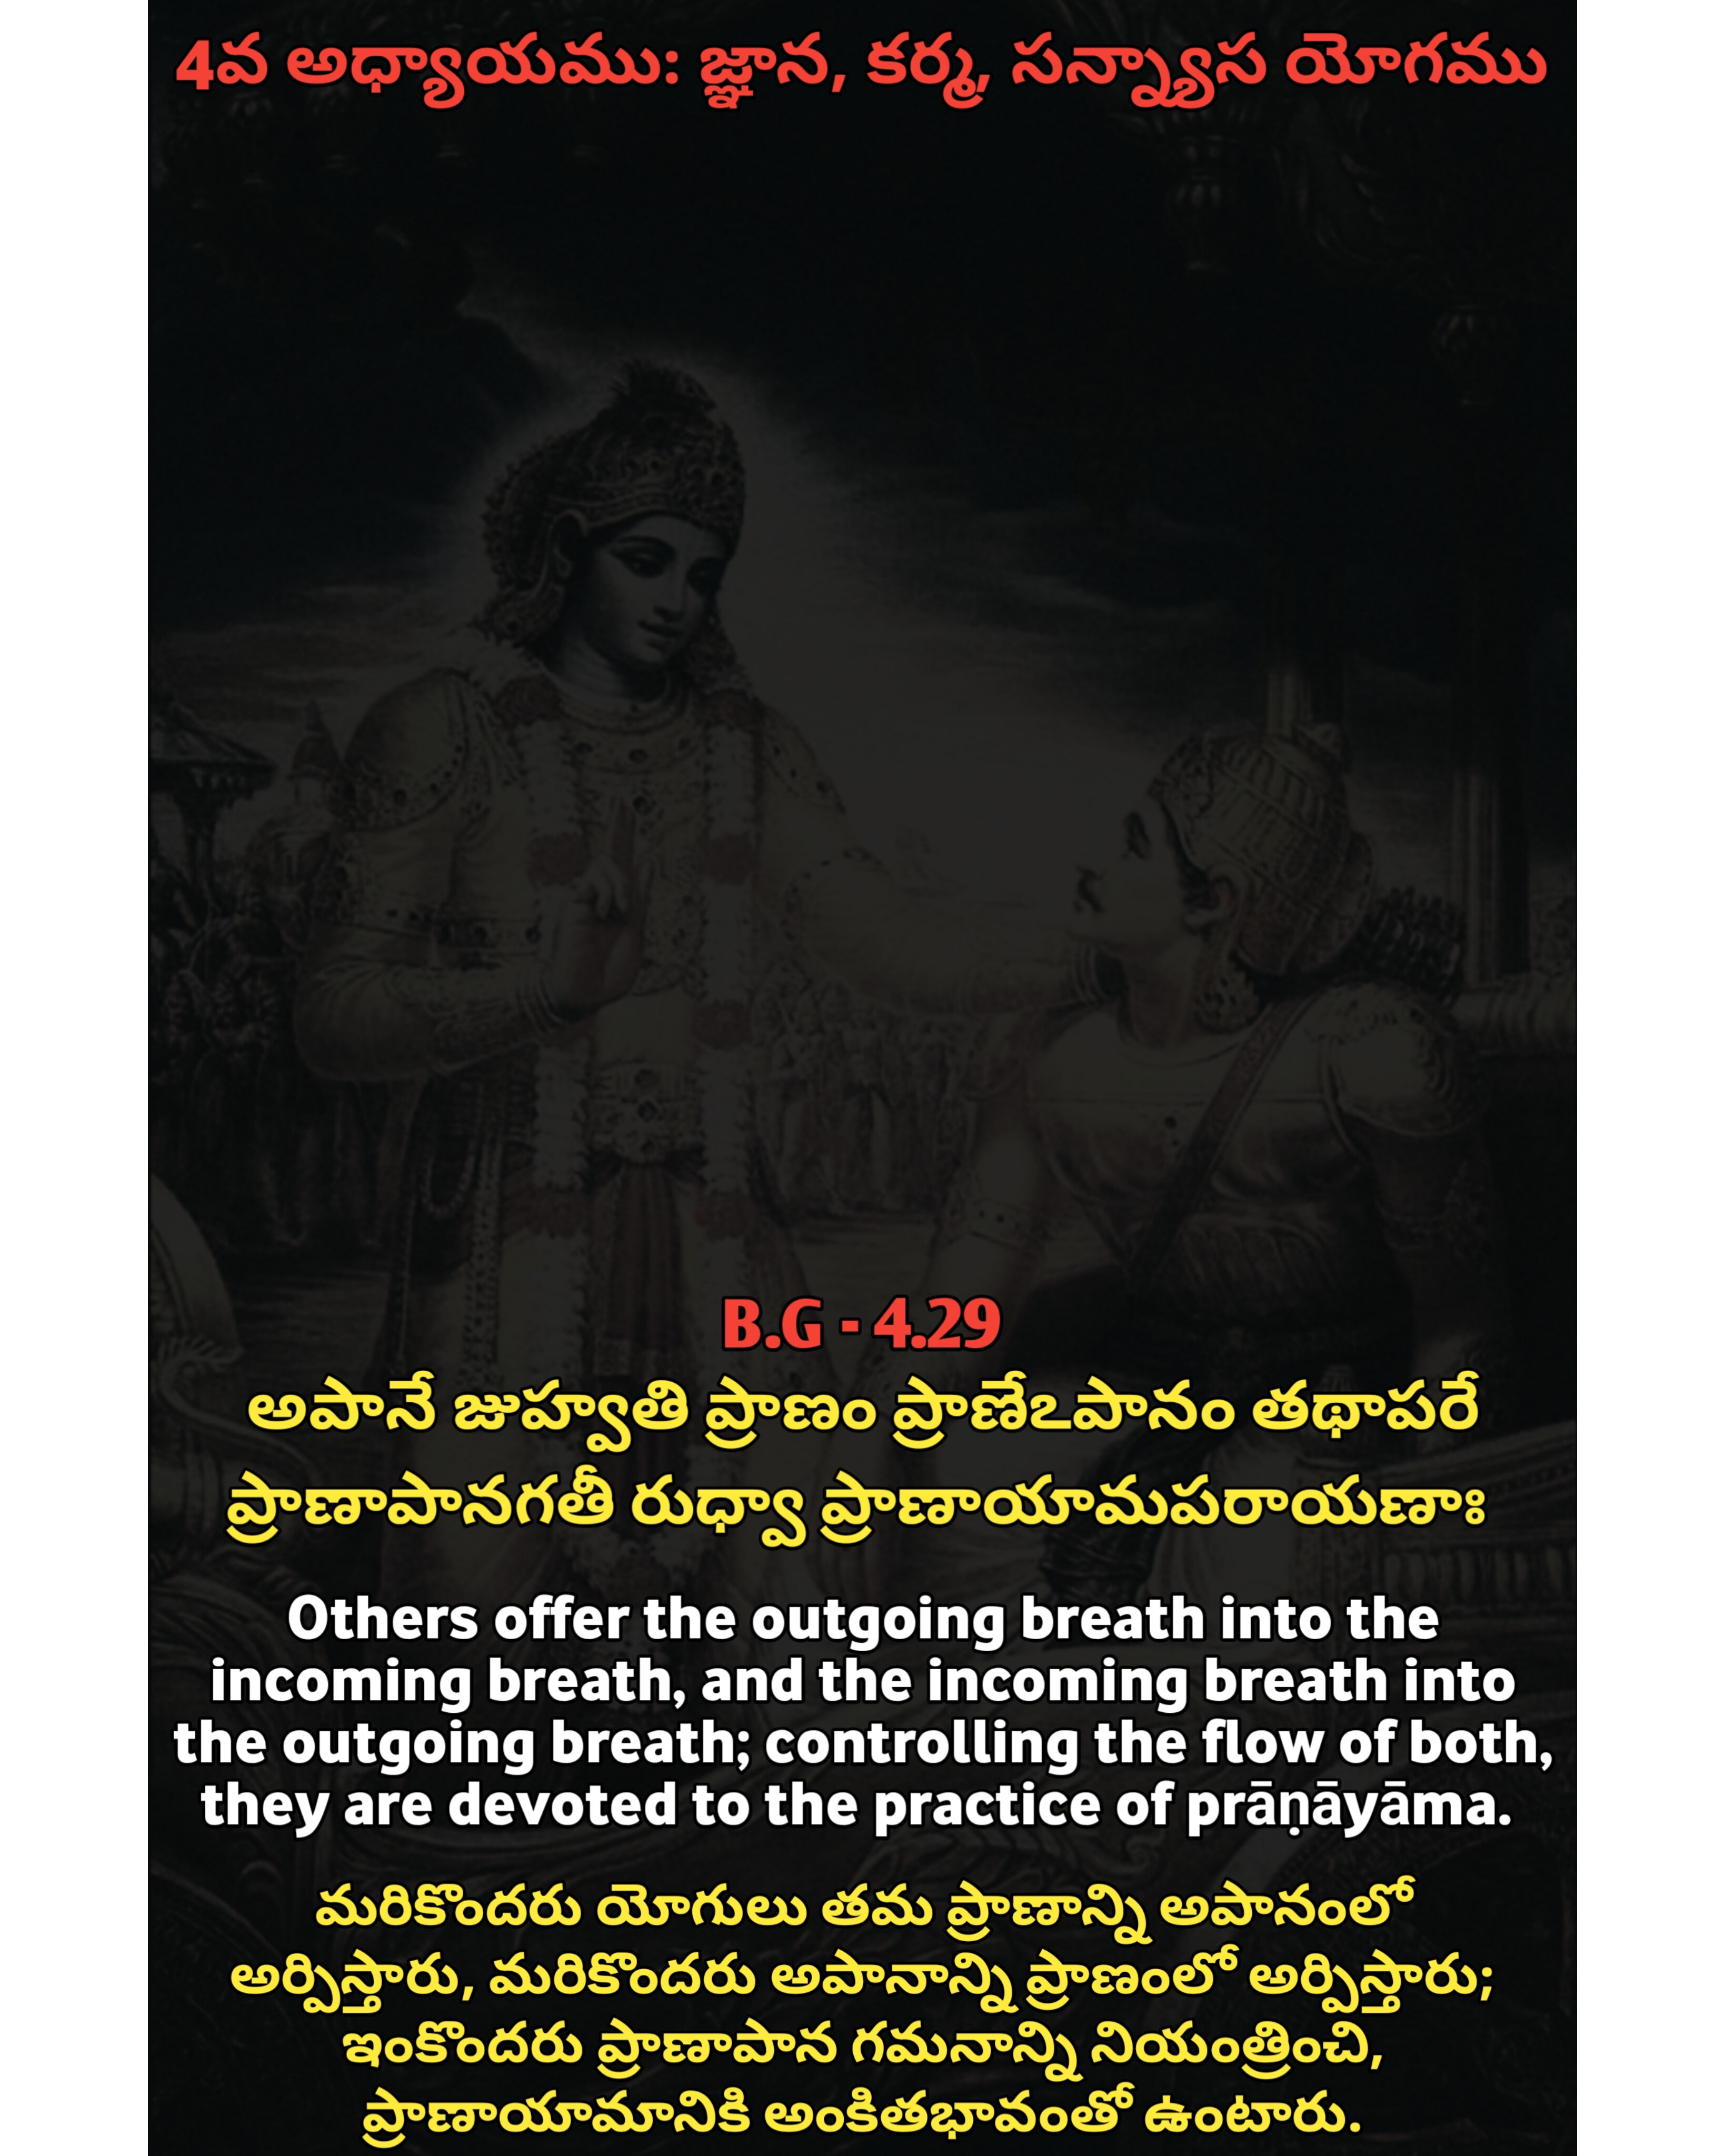 4వ అధ్యాయము: జ్ఞాన, కర్మ, సన్న్యాస యోగము
B.G - 4.29
అపానే జుహ్వతి ప్రాణం ప్రాణేఽపానం తథాపరే
ప్రాణాపానగతీ రుధ్వా ప్రాణాయామపరాయణాః
Others offer the outgoing breath into the
incoming breath, and the incoming breath into
the outgoing breath; controlling the flow of both,
they are devoted to the practice of prāṇāyāma.
మరికొందరు యోగులు తమ ప్రాణాన్ని అపానంలో
అర్పిస్తారు, మరికొందరు అపానాన్ని ప్రాణంలో అర్పిస్తారు;
ఇంకొందరు ప్రాణాపాన గమనాన్ని నియంత్రించి,
ప్రాణాయామానికి అంకితభావంతో ఉంటారు.